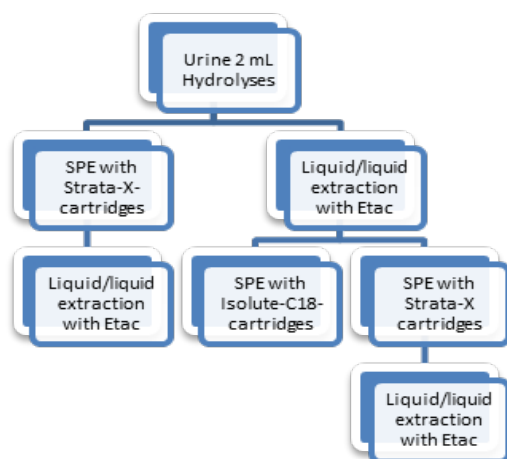 Urine 2 mL
Hydrolyses
SPE with
Strata-X-
cartridges
Liquid/liquid
extraction
with Etac
Liquid/liquid
extraction
with Etac
SPE with
Isolute-C18-
cartridges
SPE with
Strata-X
cartridges
Liquid/liquid
extraction
with Etac